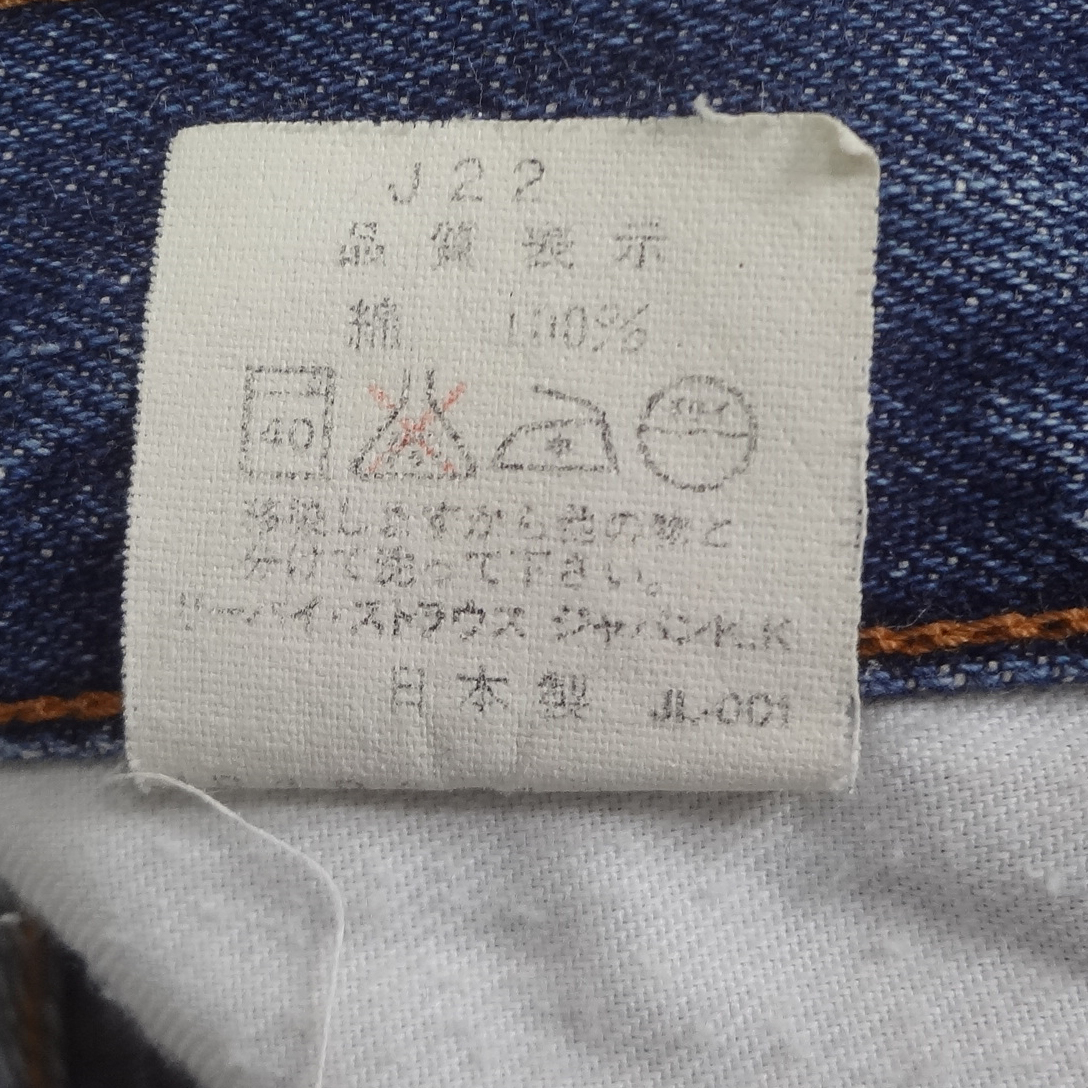 J22
品質表示
綿 100%
40
移染しますから他の物と
分けて洗って下さい。
リーバイ・ストラウス ジャパンK.K
日本製 JL-001